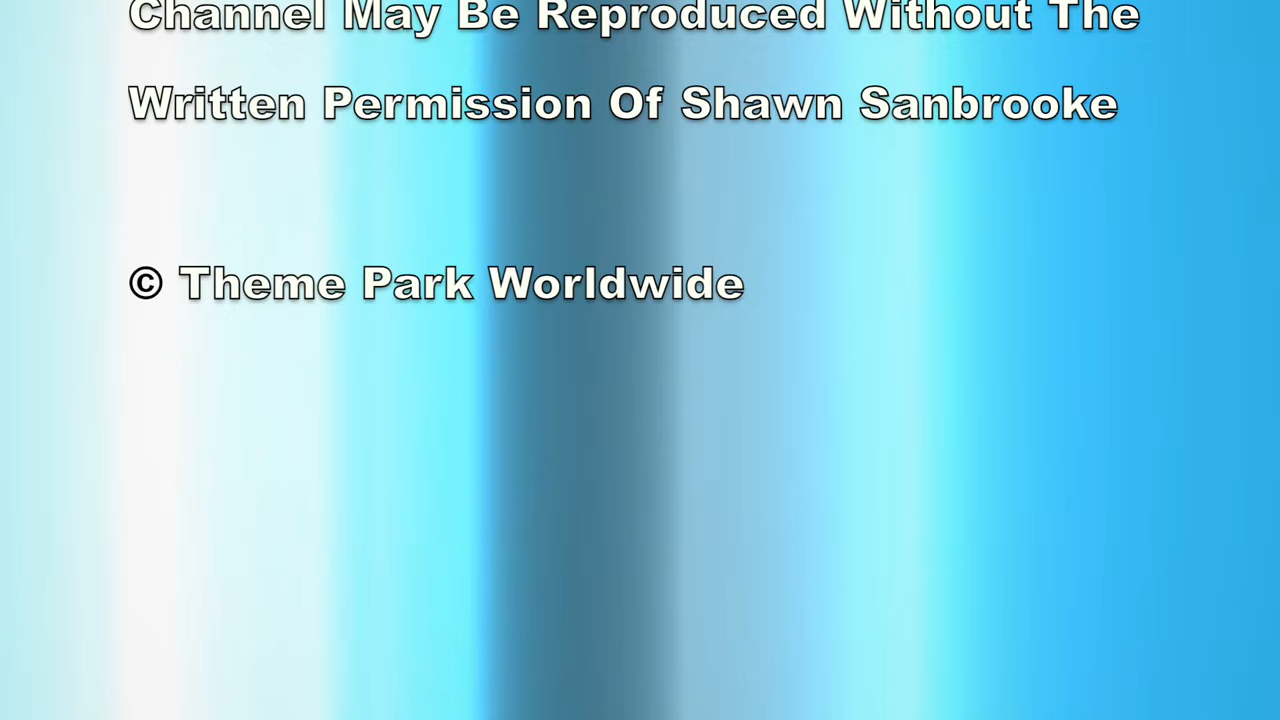 Channel May Be Reproduced Without The
Written Permission Of Shawn Sanbrooke
© Theme Park Worldwide